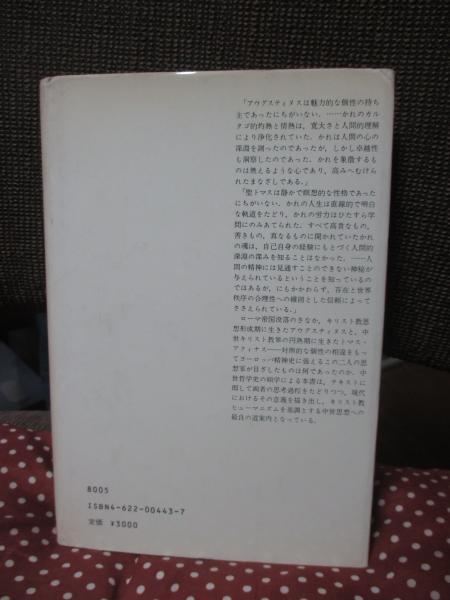 「アウグスティヌスは魅力的な個性の持ち
主であったにちがいない。……かれのカル
タゴ的灼熱と情熱は、寛大さと人間的理解
により浄化されていた。かれは人間の心の
深淵を測ったのであったが、しかし卓越性
も洞察したのであった。かれを象徴するも
のは燃えるような心であり、高みへむけら
れたまなざしである。」
「聖トマスは静かで瞑想的な性格であった
にちがいない。かれの人生は直線的で明白
な軌道をたどり、かれの労力はひたすら学
問にのみあてられた。すべて高貴なもの、
善きもの、真なるものに開かれていたかれ
の魂は、自己自身の経験にもとづく人間的
深淵の深みを知ることはなかった。……人
間の精神には見通すことのできない神秘が
与えられているということを知っているの
ではあるが、にもかかわらず、存在と世界
秩序の合理性への確固とした信頼によって
ささえられている。」
ローマ帝国没落のさなか、キリスト教思
想形成期に生きたアウグスティヌスと、中
世キリスト教世界の円熟期に生きたトマス・
アクィナス——対照的な個性の相違をもっ
てヨーロッパ精神史に聳えるこの二人の思
想家が目ざしたものは何であったのか。中
世哲学史の碩学による本書は、テキストに
即して両者の思考過程をたどりつつ、現代
におけるその意義を描き出し、キリスト教
ヒューマニズムを基調とする中世思想への
最良の道案内となっている。
8005
ISBN4-622-00443-7
定価 ¥3000